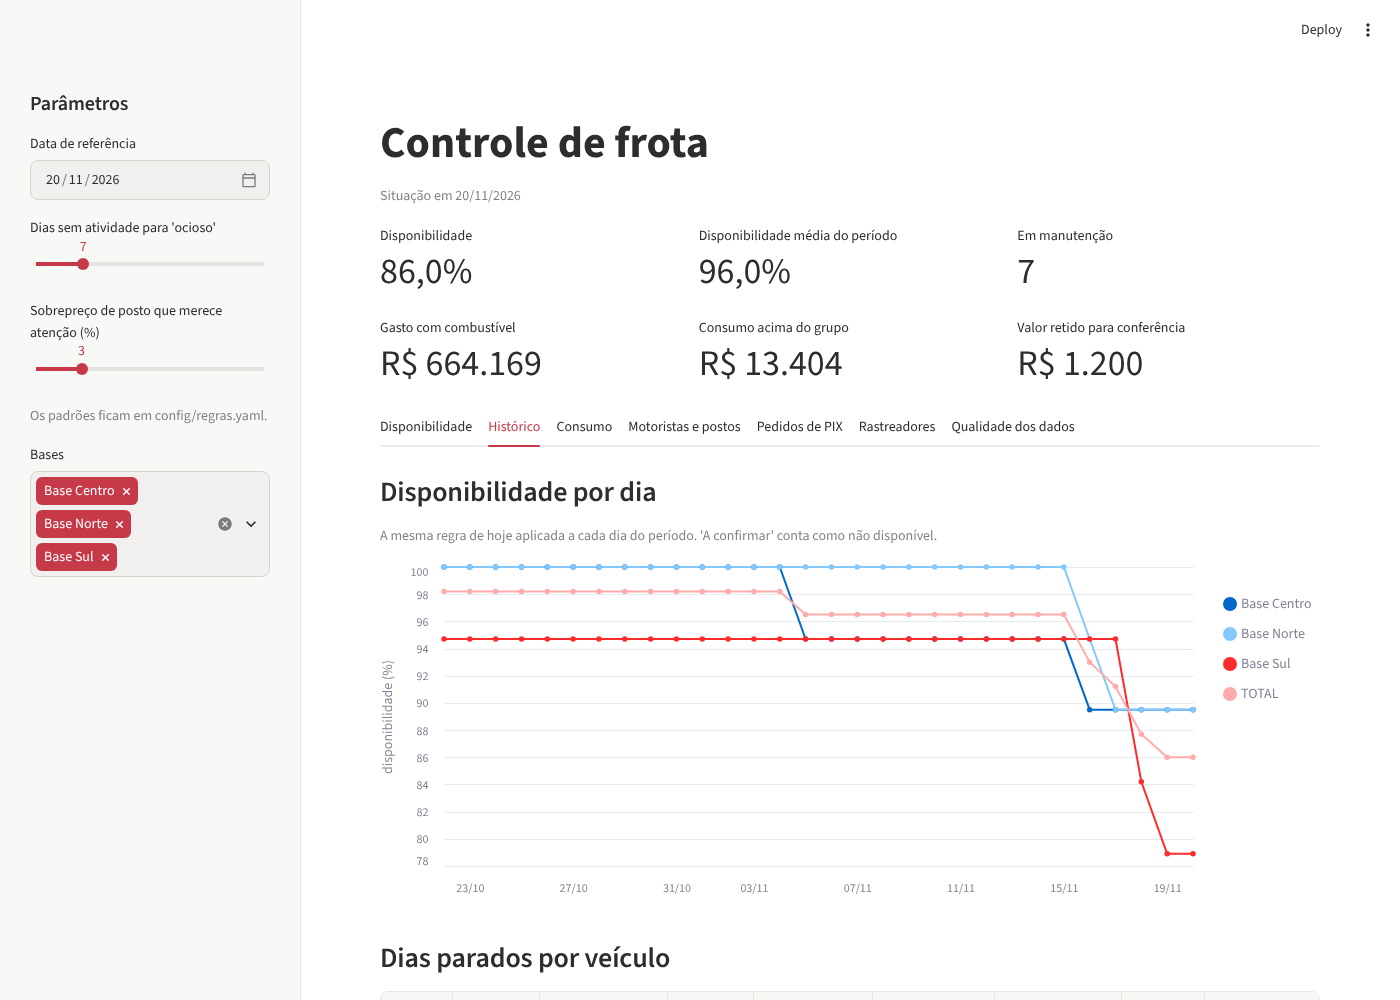 Deploy
Parâmetros
Data de referência
20 / 11 / 2026
Dias sem atividade para 'ocioso'
7
Sobrepreço de posto que merece
atenção (%)
3
Os padrões ficam em config/regras.yaml.
Bases
Base Centro
Base Norte
Base Sul
Controle de frota
Situação em 20/11/2026
Disponibilidade
86,0%
Disponibilidade média do período
96,0%
Em manutenção
7
Gasto com combustível
R$ 664.169
Consumo acima do grupo
R$ 13.404
Valor retido para conferência
R$ 1.200
Disponibilidade Histórico Consumo Motoristas e postos Pedidos de PIX Rastreadores Qualidade dos dados
Disponibilidade por dia
A mesma regra de hoje aplicada a cada dia do período. 'A confirmar' conta como não disponível.
disponibilidade (%)
100
98
96
94
92
90
88
86
84
82
80
78
23/10 27/10 31/10 03/11 07/11 11/11 15/11 19/11
Base Centro
Base Norte
Base Sul
TOTAL
Dias parados por veículo